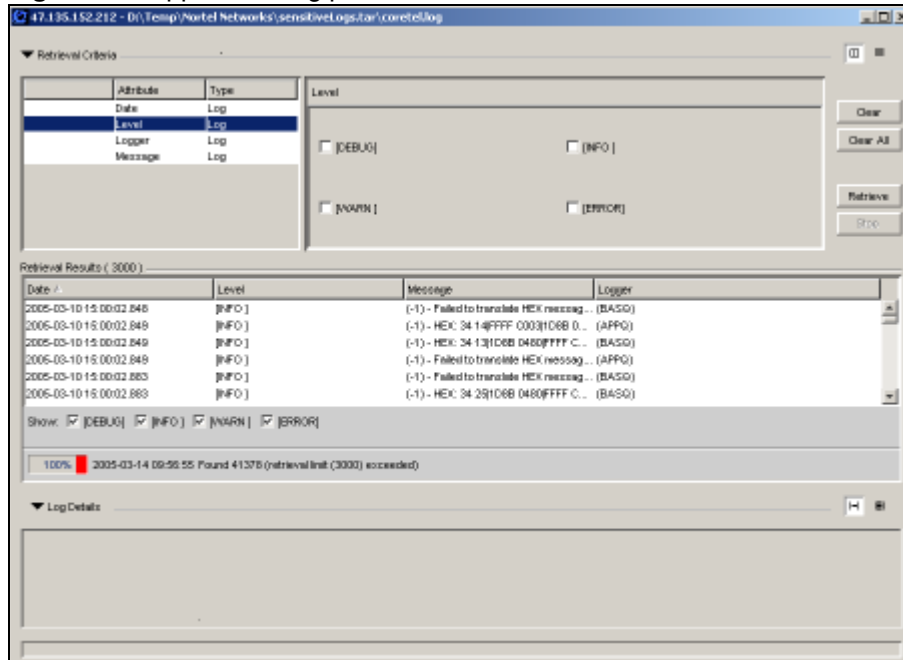 47.135.152.212 - D:\Temp\Nortel Networks\sensitiveLogs.tar\coretel.log
Retrieval Criteria
Attribute Type
Date Log
Level Log
Logger Log
Message Log
Level
[DEBUG] [INFO ]
[WARN ] [ERROR]
Clear
Clear All
Retrieve
Stop
Retrieval Results ( 3000 )
Date Level Message Logger
2005-03-10 15:00:02.848 [INFO ] (-1) - Failed to translate HEX messag... (BASQ)
2005-03-10 15:00:02.849 [INFO ] (-1) - HEX: 34 14|FFFF C003|1D6B 0... (APPQ)
2005-03-10 15:00:02.849 [INFO ] (-1) - HEX: 34 13|1D6B 0480|FFFF C... (BASQ)
2005-03-10 15:00:02.849 [INFO ] (-1) - Failed to translate HEX messag... (APPQ)
2005-03-10 15:00:02.883 [INFO ] (-1) - Failed to translate HEX messag... (BASQ)
2005-03-10 15:00:02.883 [INFO ] (-1) - HEX: 34 25|1D6B 0480|FFFF C... (BASQ)
Show: [DEBUG] [INFO ] [WARN ] [ERROR]
100% 2005-03-14 09:56:55 Found 41378 (retrieval limit (3000) exceeded)
Log Details